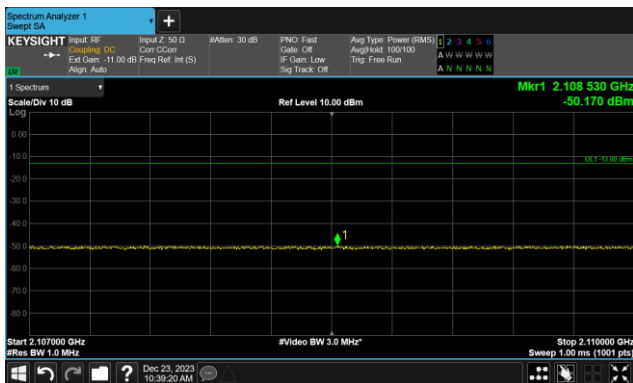 Spectrum Analyzer 1
Swept SA
+
KEYSIGHT Input: RF Input Z: 50 Ω #Atten: 30 dB PNO: Fast Avg Type: Power (RMS) 1 2 3 4 5 6
Coupling: DC Corr CCorr Gate: Off Avg|Hold: 100/100 A W W W W W
Ext Gain: -11.00 dB Freq Ref: Int (S) IF Gain: Low Trig: Free Run
Align: Auto Sig Track: Off A N N N N N
1 Spectrum
Mkr1 2.108 530 GHz
Scale/Div 10 dB Ref Level 10.00 dBm -50.170 dBm
Log
0.00
-10.0
DL1 -13.00 dBm
-20.0
-30.0
-40.0
1
-50.0
-60.0
-70.0
-80.0
Start 2.107000 GHz #Video BW 3.0 MHz* Stop 2.110000 GHz
#Res BW 1.0 MHz Sweep 1.00 ms (1001 pts)
? Dec 23, 2023
10:39:20 AM